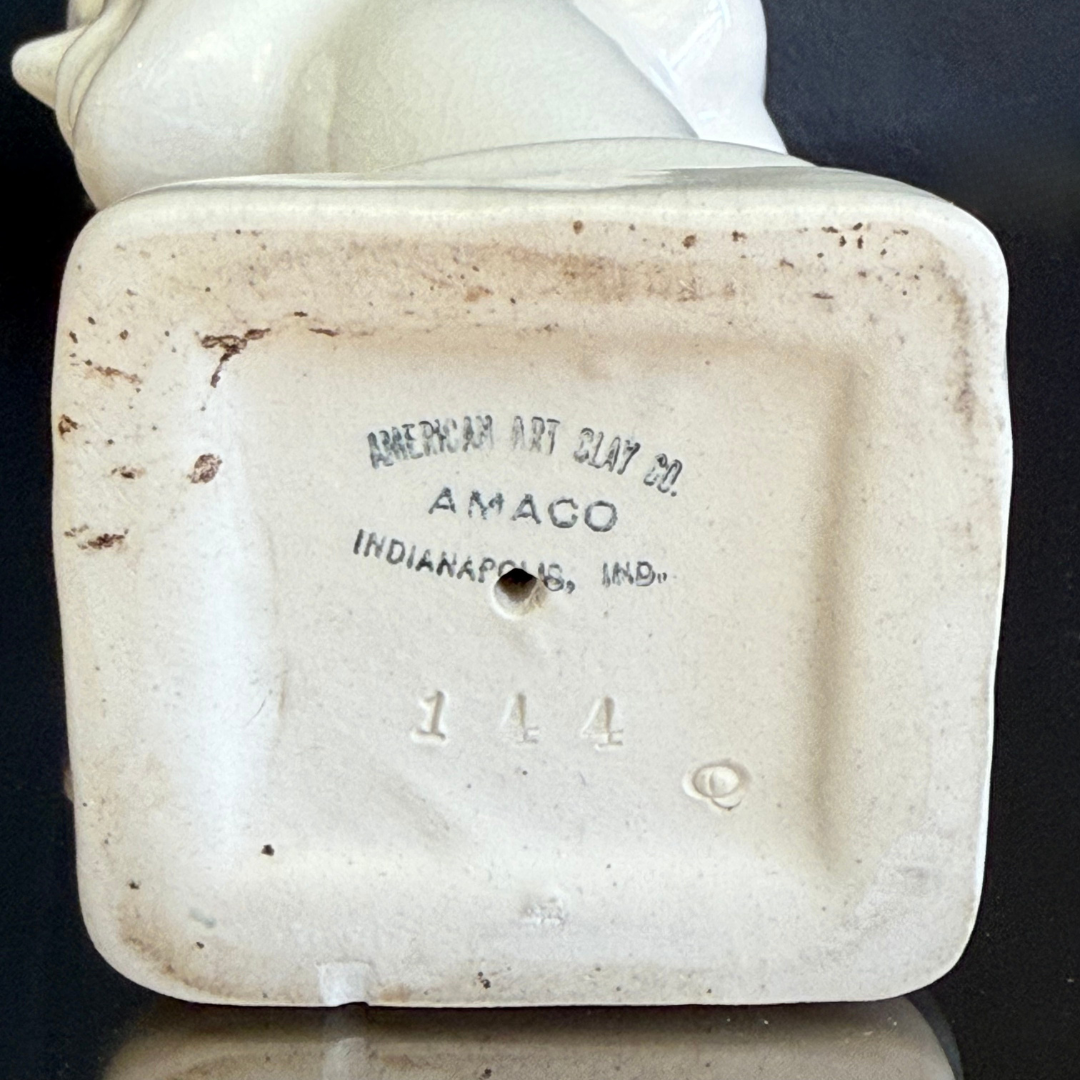 AMERICAN ART CLAY CO.
AMACO
INDIANAPOLIS, IND.
144
Q